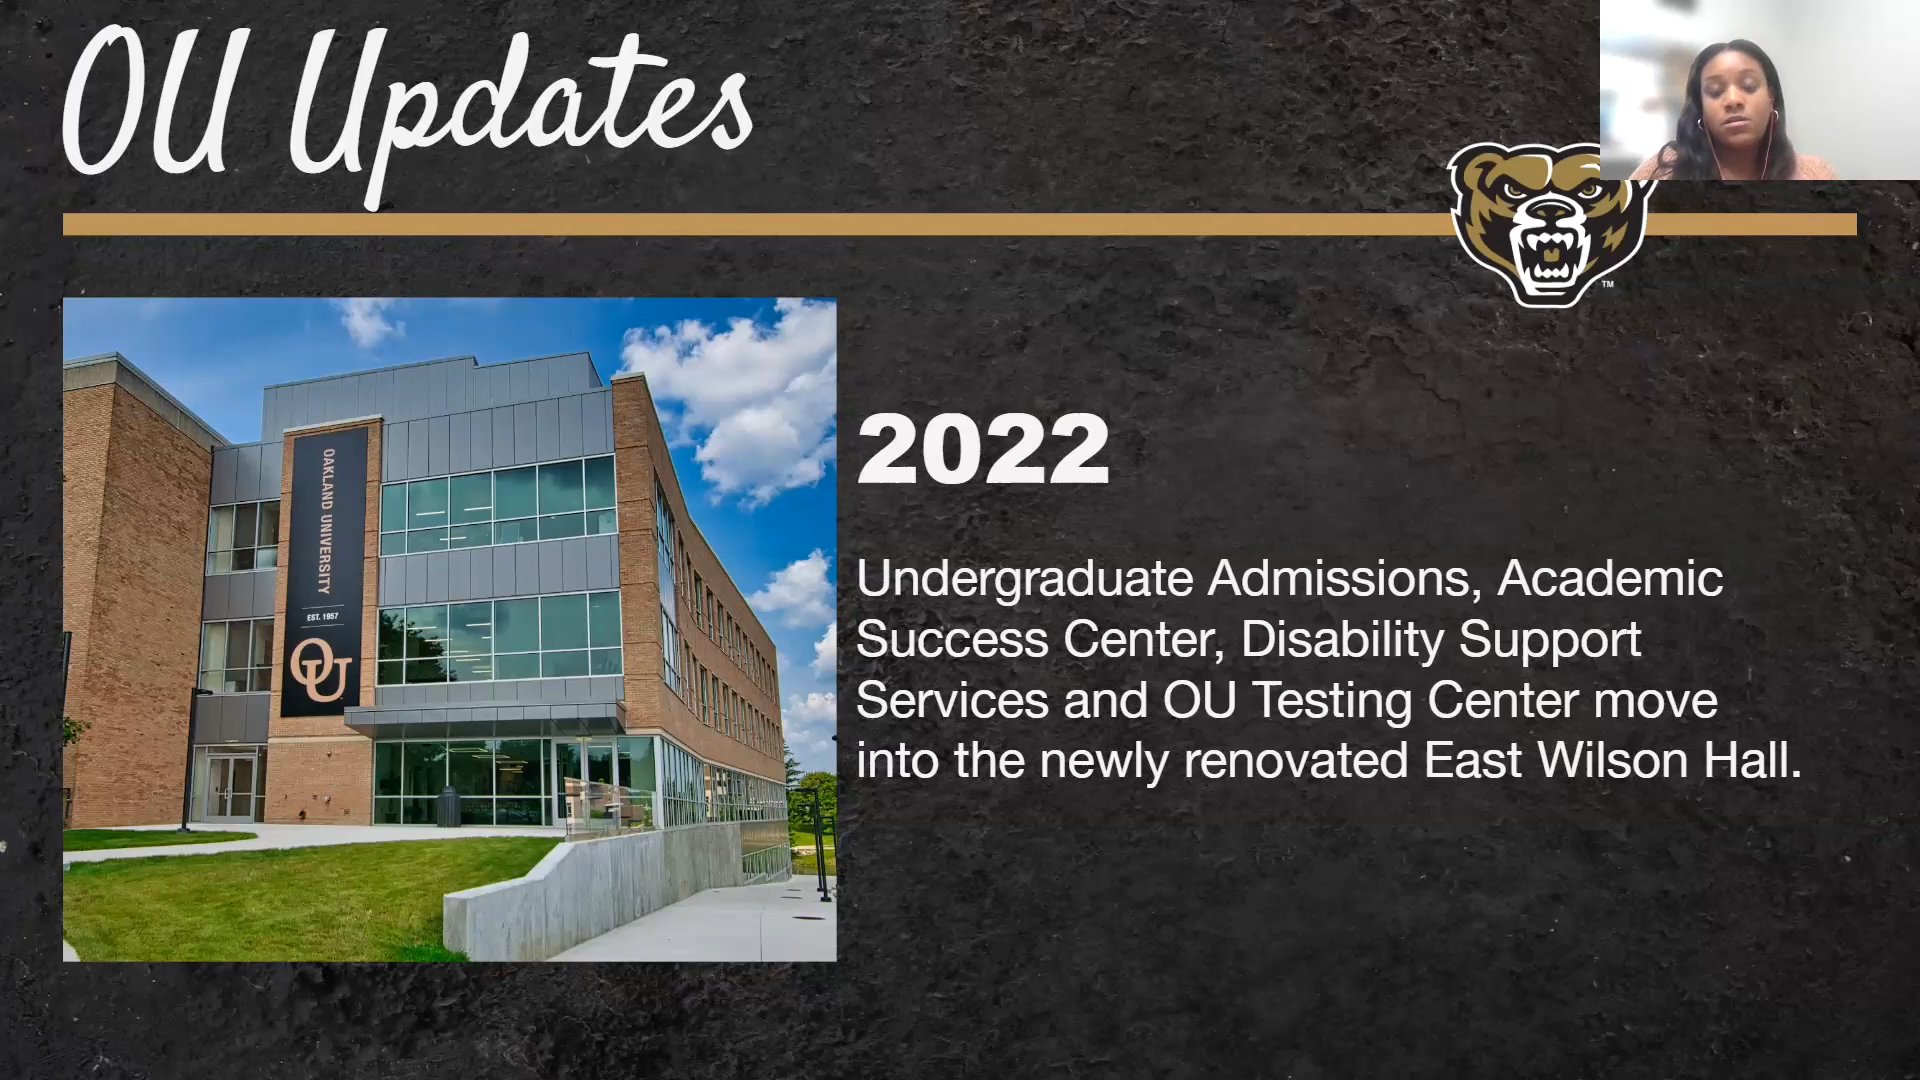 OU Updates
TM
OAKLAND UNIVERSITY
EST. 1957
OU
2022
Undergraduate Admissions, Academic
Success Center, Disability Support
Services and OU Testing Center move
into the newly renovated East Wilson Hall.